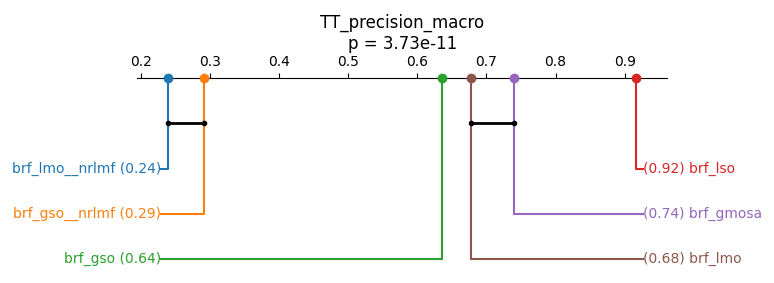 TT_precision_macro
p = 3.73e-11
0.2 0.3 0.4 0.5 0.6 0.7 0.8 0.9
brf_lmo__nrlmf (0.24) (0.92) brf_lso
brf_gso__nrlmf (0.29) (0.74) brf_gmosa
brf_gso (0.64) (0.68) brf_lmo